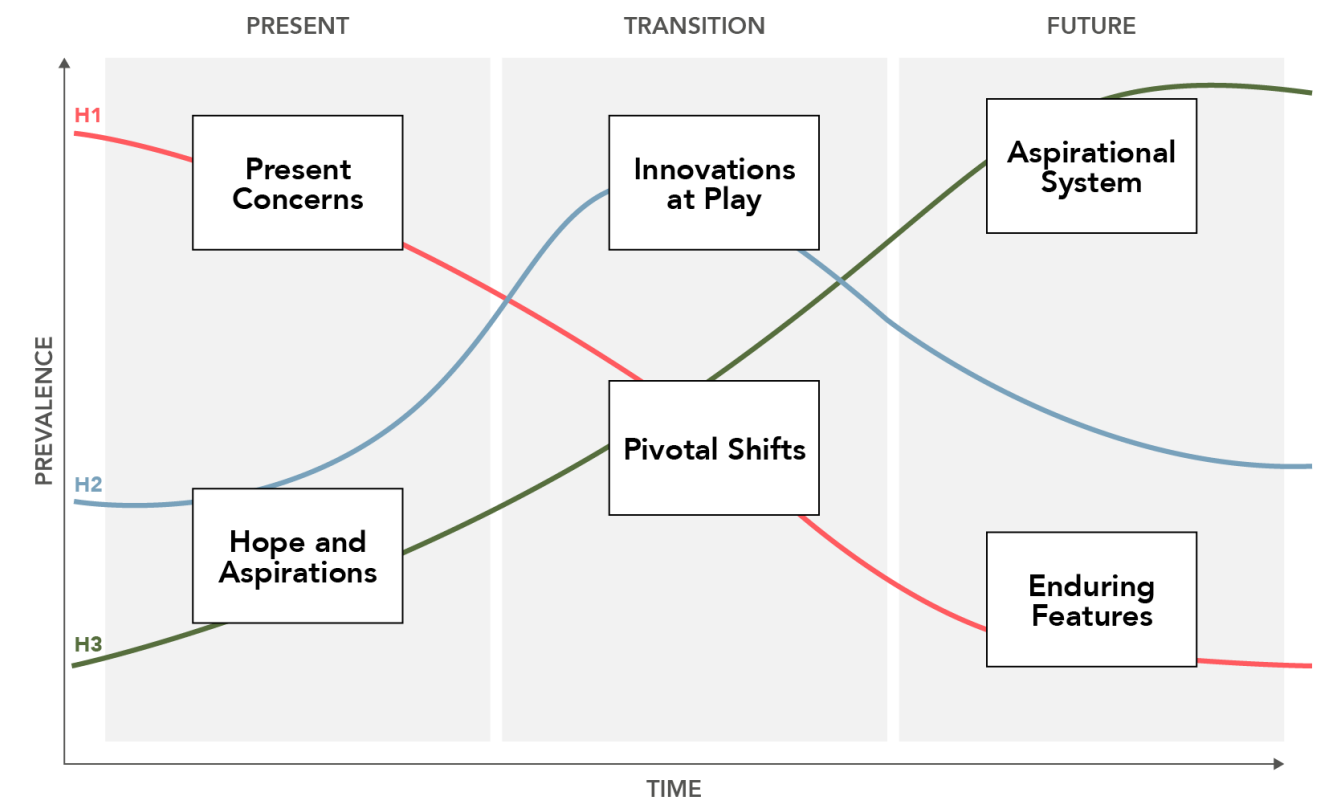 PRESENT
TRANSITION
FUTURE
H1
Present
Concerns
Innovations
at Play
Aspirational
System
PREVALENCE
Pivotal Shifts
H2
Hope and
Aspirations
Enduring
Features
H3
TIME